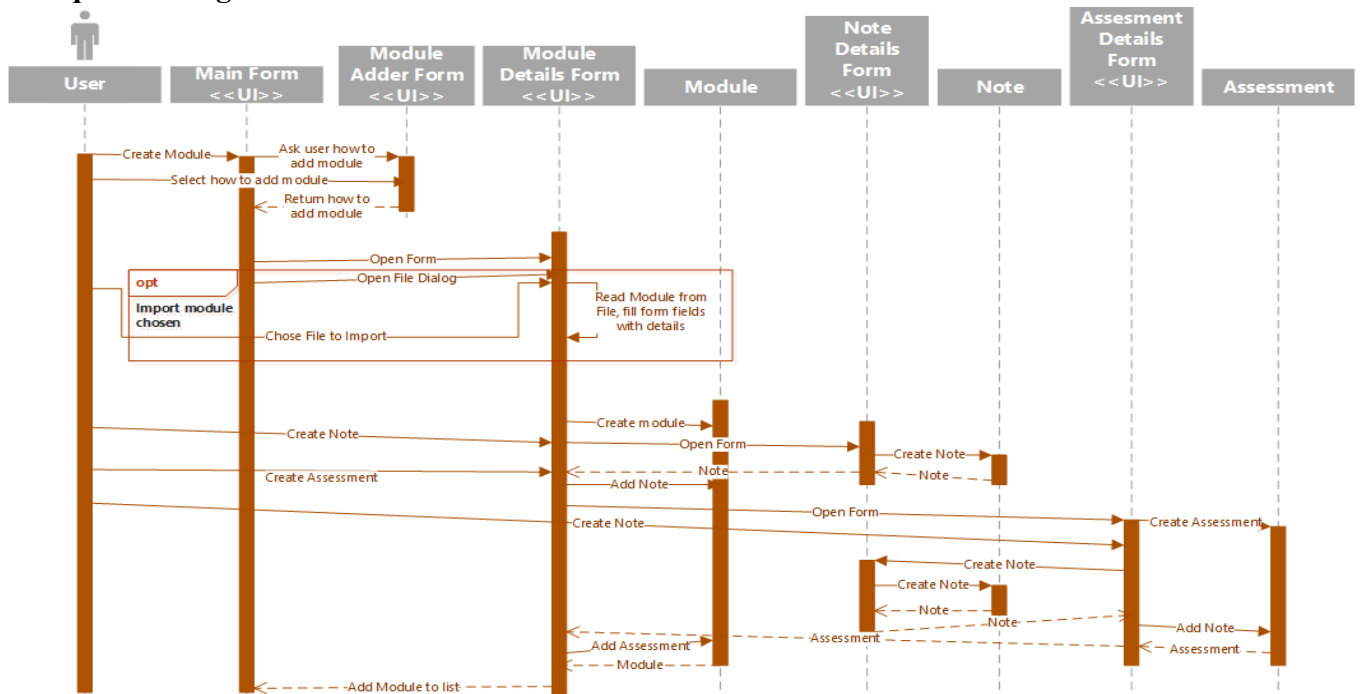 User
Main Form
<<UI>>
Module
Adder Form
<<UI>>
Module
Details Form
<<UI>>
Module
Note
Details
Form
<<UI>>
Note
Assesment
Details
Form
<<UI>>
Assessment
Create Module
Ask user how to
add module
Select how to add module
Return how to
add module
Open Form
opt
Open File Dialog
Import module
chosen
Read Module from
File, fill form fields
with details
Chose File to Import
Create module
Create Note
Open Form
Create Note
Note
Note
Create Assessment
Add Note
Open Form
Create Note
Create Assessment
Create Note
Create Note
Note
Note
Add Note
Assessment
Add Assessment
Assessment
Module
Add Module to list